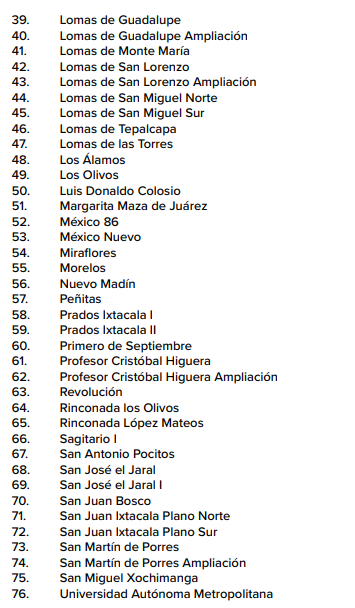 39. Lomas de Guadalupe
40. Lomas de Guadalupe Ampliación
41. Lomas de Monte María
42. Lomas de San Lorenzo
43. Lomas de San Lorenzo Ampliación
44. Lomas de San Miguel Norte
45. Lomas de San Miguel Sur
46. Lomas de Tepalcapa
47. Lomas de las Torres
48. Los Álamos
49. Los Olivos
50. Luis Donaldo Colosio
51. Margarita Maza de Juárez
52. México 86
53. México Nuevo
54. Miraflores
55. Morelos
56. Nuevo Madín
57. Peñitas
58. Prados Ixtacala I
59. Prados Ixtacala II
60. Primero de Septiembre
61. Profesor Cristóbal Higuera
62. Profesor Cristóbal Higuera Ampliación
63. Revolución
64. Rinconada los Olivos
65. Rinconada López Mateos
66. Sagitario I
67. San Antonio Pocitos
68. San José el Jaral
69. San José el Jaral I
70. San Juan Bosco
71. San Juan Ixtacala Plano Norte
72. San Juan Ixtacala Plano Sur
73. San Martín de Porres
74. San Martín de Porres Ampliación
75. San Miguel Xochimanga
76. Universidad Autónoma Metropolitana